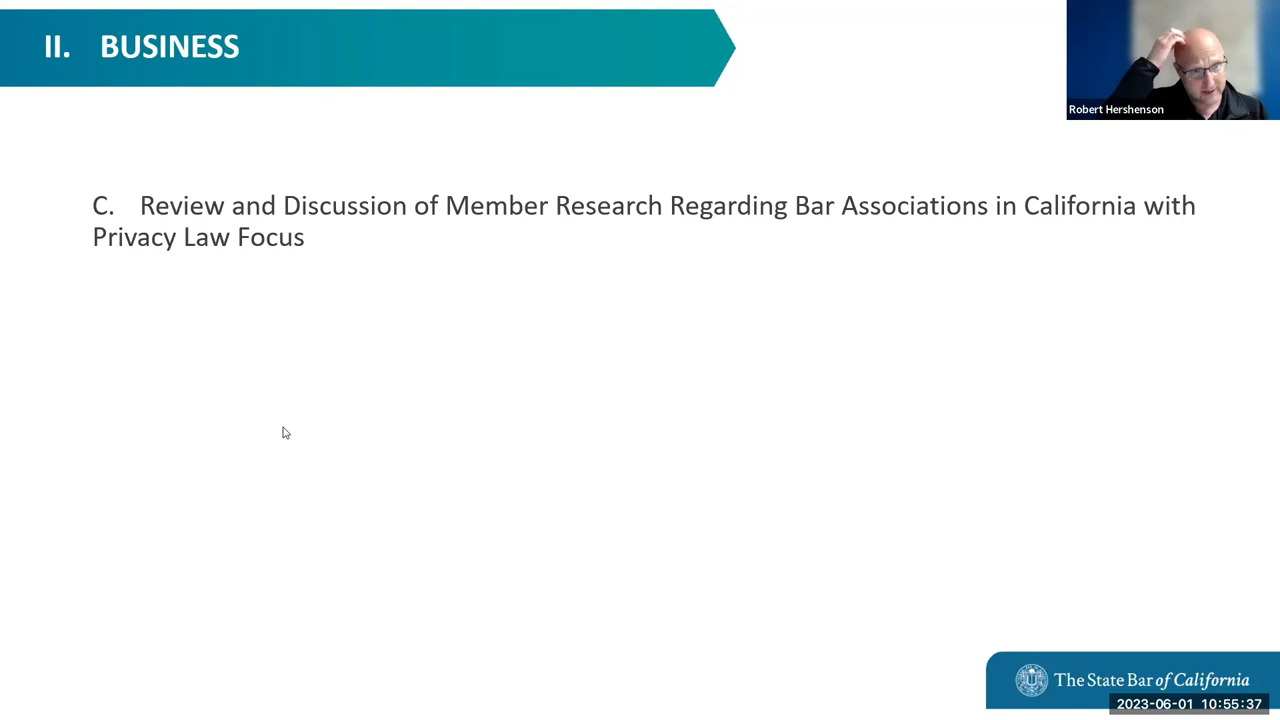 II. BUSINESS
Robert Hershenson
C. Review and Discussion of Member Research Regarding Bar Associations in California with
Privacy Law Focus
The State Bar of California
2023-06-01 10:55:37